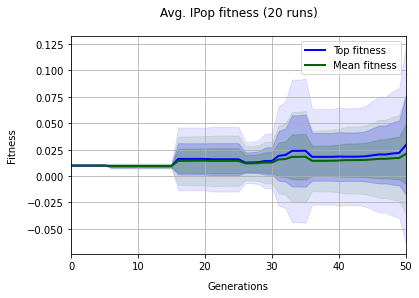 Avg. IPop fitness (20 runs)
Top fitness
Mean fitness
0.125
0.100
0.075
0.050
0.025
0.000
−0.025
−0.050
Fitness
0 10 20 30 40 50
Generations